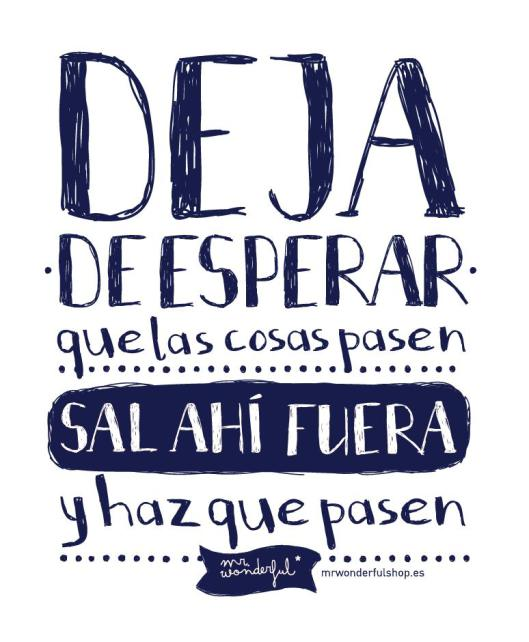 DEJA
·DE ESPERAR·
que las cosas pasen
SAL AHÍ FUERA
y haz que pasen
mr.
wonderful*
mrwonderfulshop.es